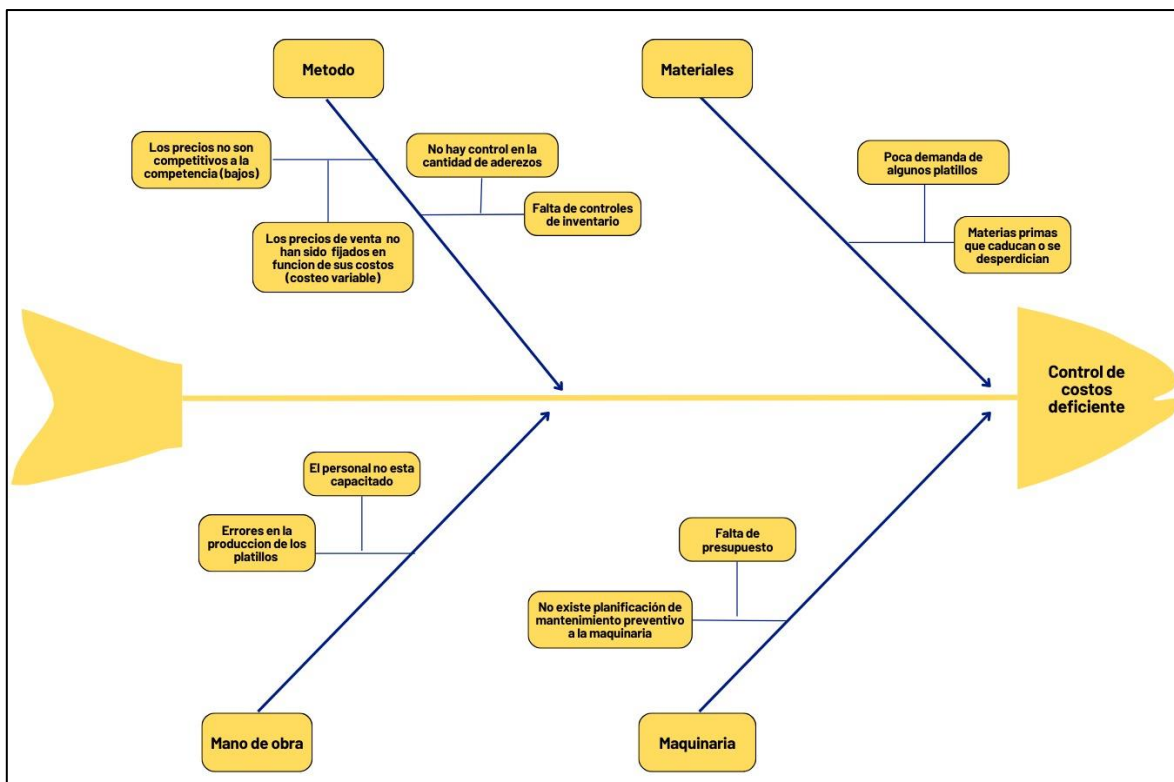 Metodo
Materiales
Los precios no son
competitivos a la
competencia (bajos)
No hay control en la
cantidad de aderezos
Poca demanda de
algunos platillos
Falta de controles
de inventario
Los precios de venta no
han sido fijados en
funcion de sus costos
(costeo variable)
Materias primas
que caducan o se
desperdician
Control de
costos
deficiente
El personal no esta
capacitado
Errores en la
produccion de los
platillos
Falta de
presupuesto
No existe planificación de
mantenimiento preventivo
a la maquinaria
Mano de obra
Maquinaria